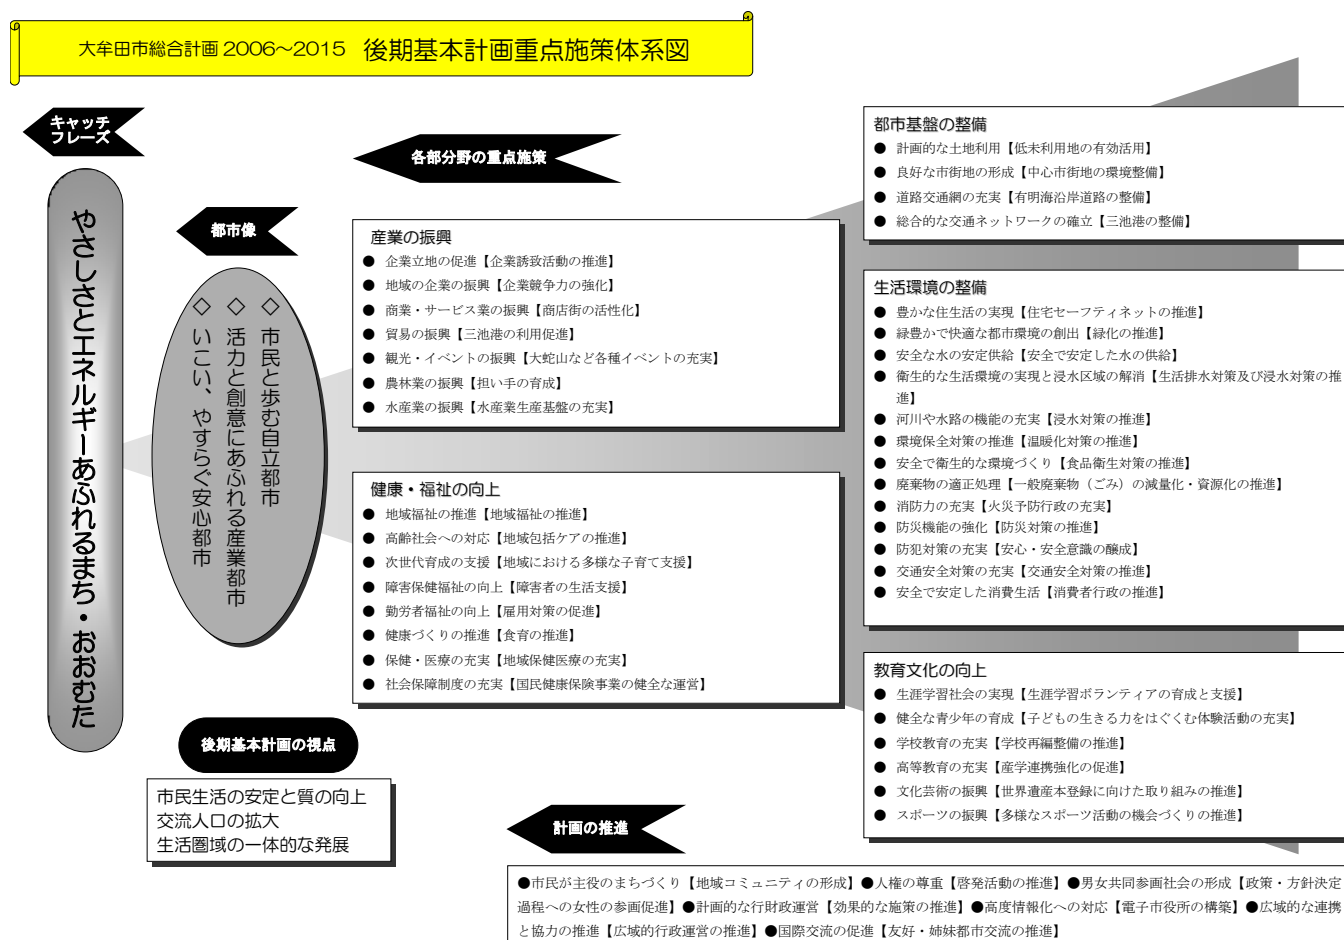 大牟田市総合計画 2006～2015 後期基本計画重点施策体系図
キャッチ
フレーズ
やさしさとエネルギーあふれるまち・おおむた
都市像
◇ 市民と歩む自立都市
◇ 活力と創意にあふれる産業都市
◇ いこい、やすらぐ安心都市
後期基本計画の視点
市民生活の安定と質の向上
交流人口の拡大
生活圏域の一体的な発展
各部分野の重点施策
産業の振興
● 企業立地の促進【企業誘致活動の推進】
● 地域の企業の振興【企業競争力の強化】
● 商業・サービス業の振興【商店街の活性化】
● 貿易の振興【三池港の利用促進】
● 観光・イベントの振興【大蛇山など各種イベントの充実】
● 農林業の振興【担い手の育成】
● 水産業の振興【水産業生産基盤の充実】
健康・福祉の向上
● 地域福祉の推進【地域福祉の推進】
● 高齢社会への対応【地域包括ケアの推進】
● 次世代育成の支援【地域における多様な子育て支援】
● 障害保健福祉の向上【障害者の生活支援】
● 勤労者福祉の向上【雇用対策の促進】
● 健康づくりの推進【食育の推進】
● 保健・医療の充実【地域保健医療の充実】
● 社会保障制度の充実【国民健康保険事業の健全な運営】
都市基盤の整備
● 計画的な土地利用【低未利用地の有効活用】
● 良好な市街地の形成【中心市街地の環境整備】
● 道路交通網の充実【有明海沿岸道路の整備】
● 総合的な交通ネットワークの確立【三池港の整備】
生活環境の整備
● 豊かな住生活の実現【住宅セーフティネットの推進】
● 緑豊かで快適な都市環境の創出【緑化の推進】
● 安全な水の安定供給【安全で安定した水の供給】
● 衛生的な生活環境の実現と浸水区域の解消【生活排水対策及び浸水対策の推
進】
● 河川や水路の機能の充実【浸水対策の推進】
● 環境保全対策の推進【温暖化対策の推進】
● 安全で衛生的な環境づくり【食品衛生対策の推進】
● 廃棄物の適正処理【一般廃棄物（ごみ）の減量化・資源化の推進】
● 消防力の充実【火災予防行政の充実】
● 防災機能の強化【防災対策の推進】
● 防犯対策の充実【安心・安全意識の醸成】
● 交通安全対策の充実【交通安全対策の推進】
● 安全で安定した消費生活【消費者行政の推進】
教育文化の向上
● 生涯学習社会の実現【生涯学習ボランティアの育成と支援】
● 健全な青少年の育成【子どもの生きる力をはぐくむ体験活動の充実】
● 学校教育の充実【学校再編整備の推進】
● 高等教育の充実【産学連携強化の促進】
● 文化芸術の振興【世界遺産本登録に向けた取り組みの推進】
● スポーツの振興【多様なスポーツ活動の機会づくりの推進】
計画の推進
●市民が主役のまちづくり【地域コミュニティの形成】●人権の尊重【啓発活動の推進】●男女共同参画社会の形成【政策・方針決定
過程への女性の参画促進】●計画的な行財政運営【効果的な施策の推進】●高度情報化への対応【電子市役所の構築】●広域的な連携
と協力の推進【広域的行政運営の推進】●国際交流の促進【友好・姉妹都市交流の推進】